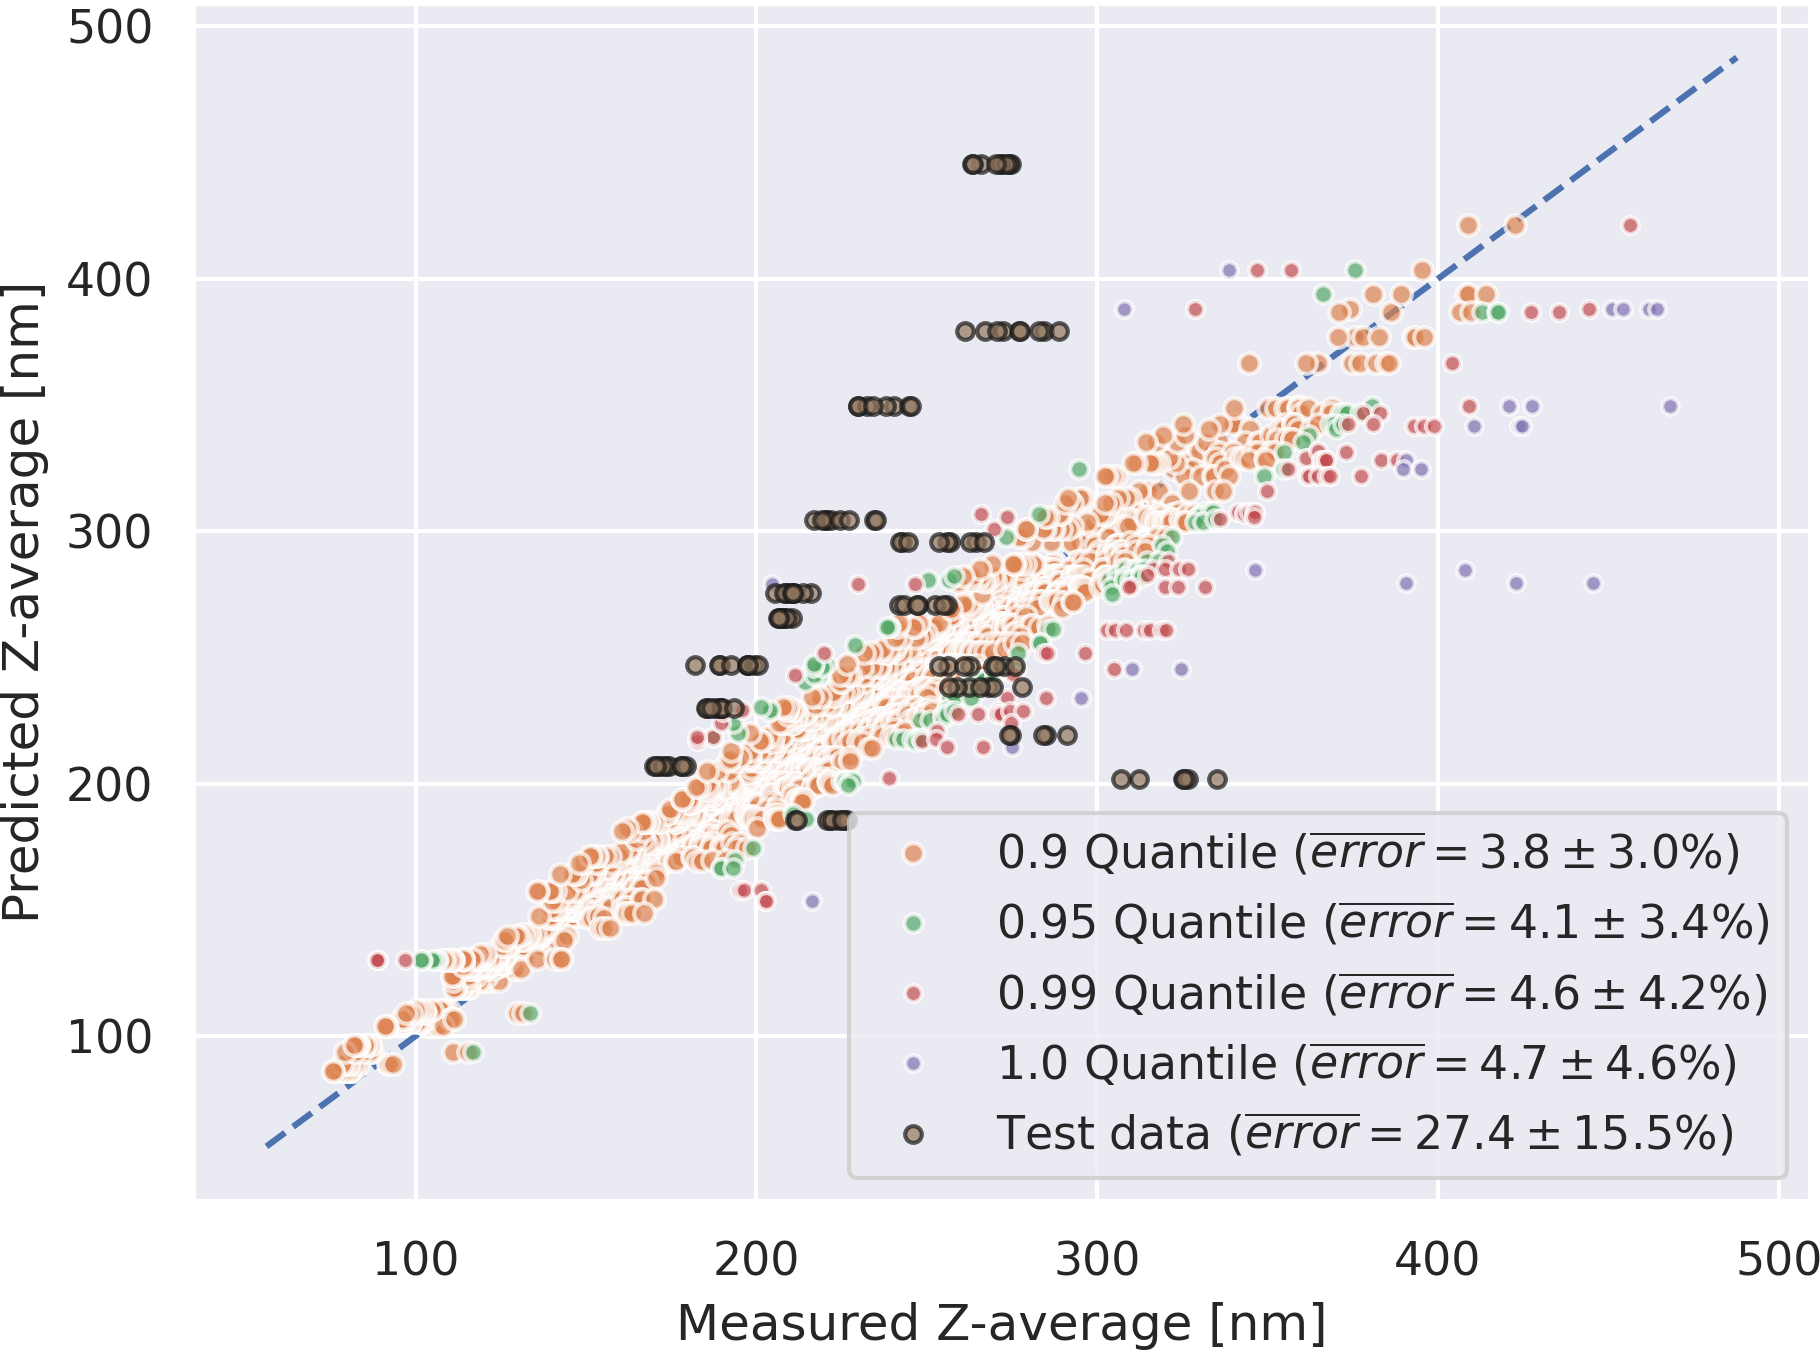 500
400
300
200
100
Predicted Z-average [nm]
0.9 Quantile (error = 3.8 ± 3.0%)
0.95 Quantile (error = 4.1 ± 3.4%)
0.99 Quantile (error = 4.6 ± 4.2%)
1.0 Quantile (error = 4.7 ± 4.6%)
Test data (error = 27.4 ± 15.5%)
100 200 300 400 500
Measured Z-average [nm]